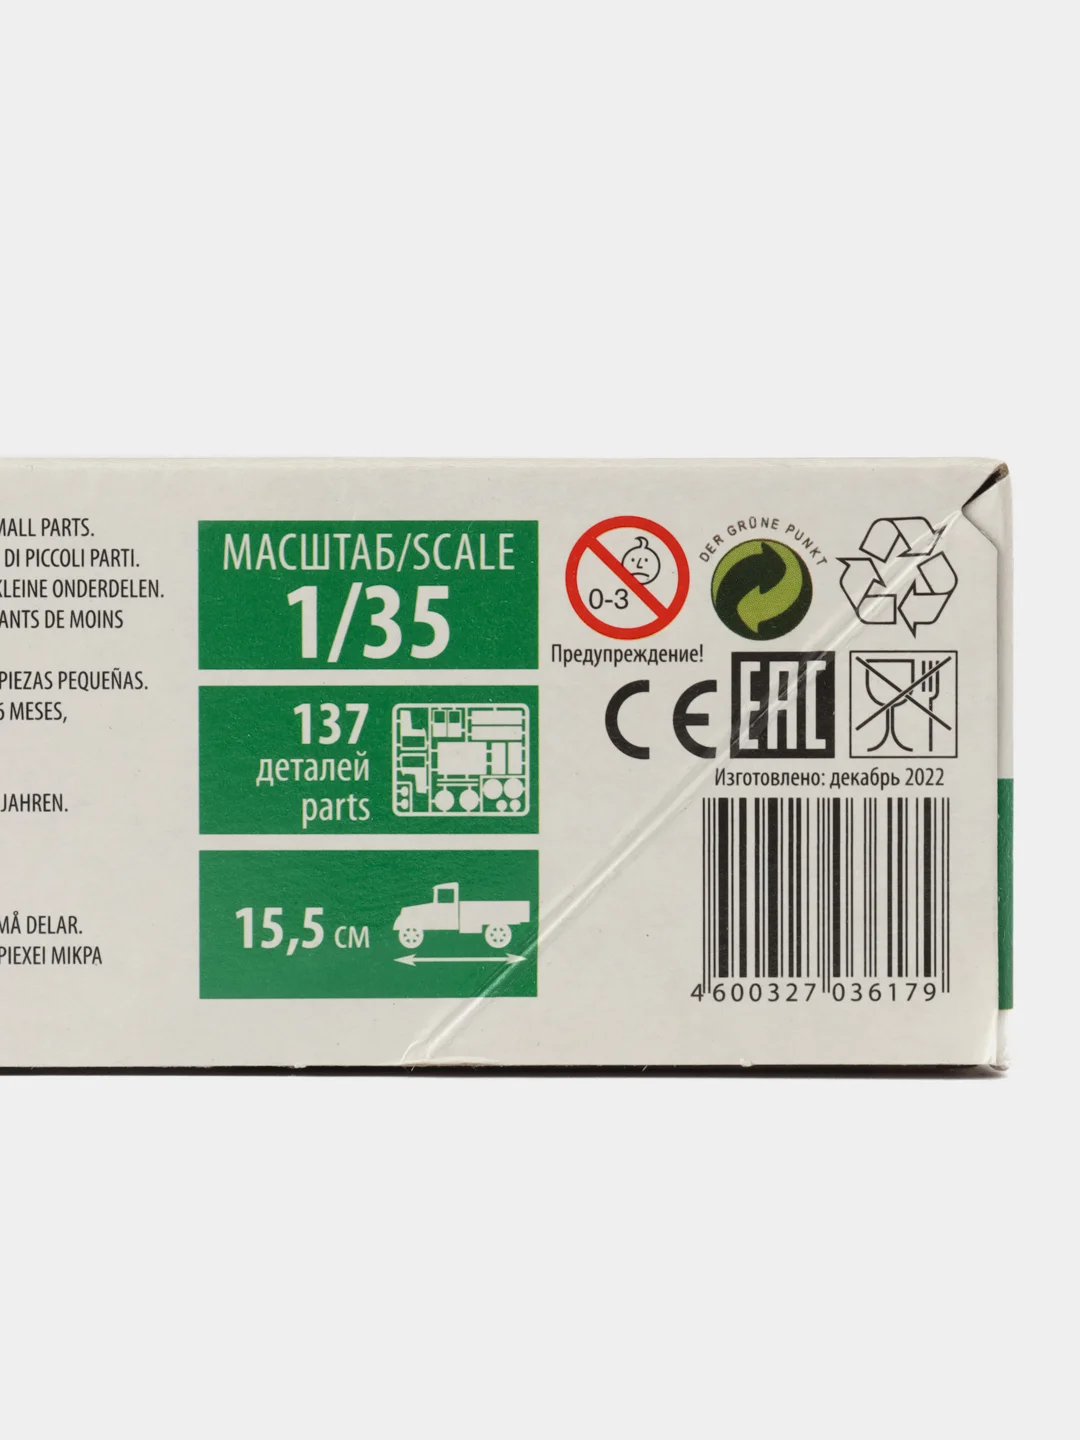 MALL PARTS.
DI PICCOLI PARTI.
KLEINE ONDERDELEN.
ANTS DE MOINS
PIEZAS PEQUEÑAS.
6 MESES,
JAHREN.
MÅ DELAR.
ΡΙΕΧΕΙ ΜΙΚΡΑ
МАСШТАБ/SCALE
1/35
137
деталей
parts
15,5 см
0-3
Предупреждение!
DER GRÜNE PUNKT
CE
EAC
Изготовлено: декабрь 2022
4 600327 036179